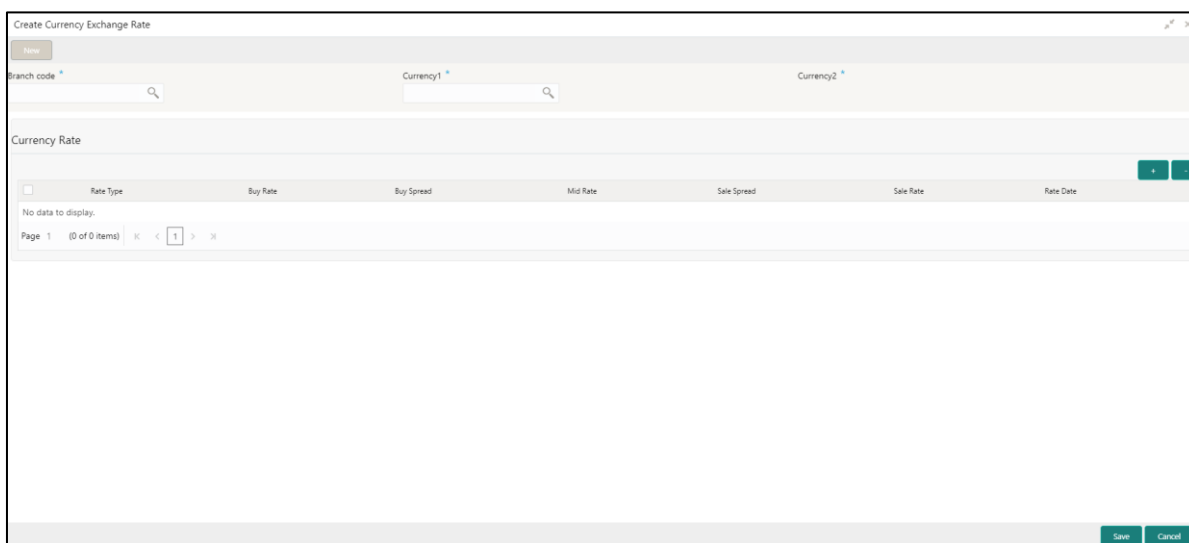 Create Currency Exchange Rate
New
Branch code *
Currency1 *
Currency2 *
Currency Rate
+ -
Rate Type Buy Rate Buy Spread Mid Rate Sale Spread Sale Rate Rate Date
No data to display.
Page 1 (0 of 0 items) 1
Save Cancel